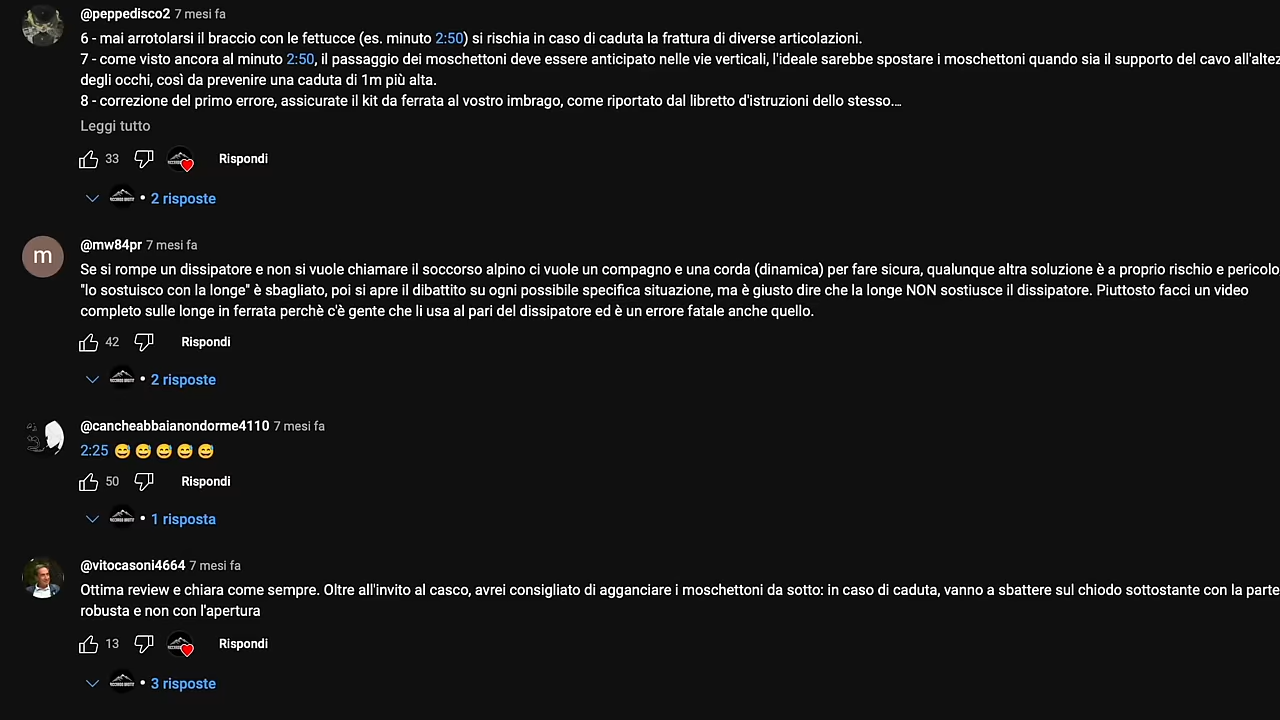 @peppedisco2 7 mesi fa
6 - mai arrotolarsi il braccio con le fettucce (es. minuto 2:50) si rischia in caso di caduta la frattura di diverse articolazioni.
7 - come visto ancora al minuto 2:50, il passaggio dei moschettoni deve essere anticipato nelle vie verticali, l'ideale sarebbe spostare i moschettoni quando sia il supporto del cavo all'altez
degli occhi, così da prevenire una caduta di 1m più alta.
8 - correzione del primo errore, assicurate il kit da ferrata al vostro imbrago, come riportato dal libretto d'istruzioni dello stesso...
Leggi tutto
33 Rispondi
• 2 risposte
m
@mw84pr 7 mesi fa
Se si rompe un dissipatore e non si vuole chiamare il soccorso alpino ci vuole un compagno e una corda (dinamica) per fare sicura, qualunque altra soluzione è a proprio rischio e pericolo
"lo sostuisco con la longe" è sbagliato, poi si apre il dibattito su ogni possibile specifica situazione, ma è giusto dire che la longe NON sostiusce il dissipatore. Piuttosto facci un video
completo sulle longe in ferrata perchè c'è gente che li usa al pari del dissipatore ed è un errore fatale anche quello.
42 Rispondi
• 2 risposte
@cancheabbaianondorme4110 7 mesi fa
2:25 😅 😅 😅 😅 😅
50 Rispondi
• 1 risposta
@vitocasoni4664 7 mesi fa
Ottima review e chiara come sempre. Oltre all'invito al casco, avrei consigliato di agganciare i moschettoni da sotto: in caso di caduta, vanno a sbattere sul chiodo sottostante con la parte
robusta e non con l'apertura
13 Rispondi
• 3 risposte